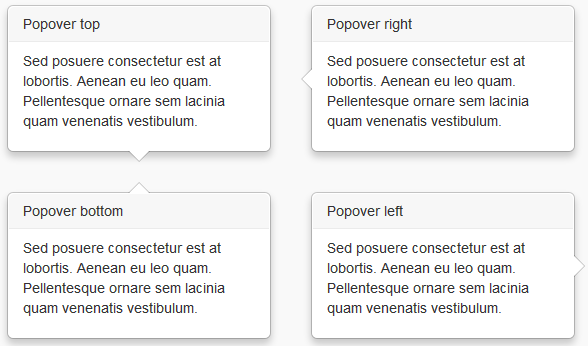 Popover top
Sed posuere consectetur est at
lobortis. Aenean eu leo quam.
Pellentesque ornare sem lacinia
quam venenatis vestibulum.
Popover right
Sed posuere consectetur est at
lobortis. Aenean eu leo quam.
Pellentesque ornare sem lacinia
quam venenatis vestibulum.
Popover bottom
Sed posuere consectetur est at
lobortis. Aenean eu leo quam.
Pellentesque ornare sem lacinia
quam venenatis vestibulum.
Popover left
Sed posuere consectetur est at
lobortis. Aenean eu leo quam.
Pellentesque ornare sem lacinia
quam venenatis vestibulum.